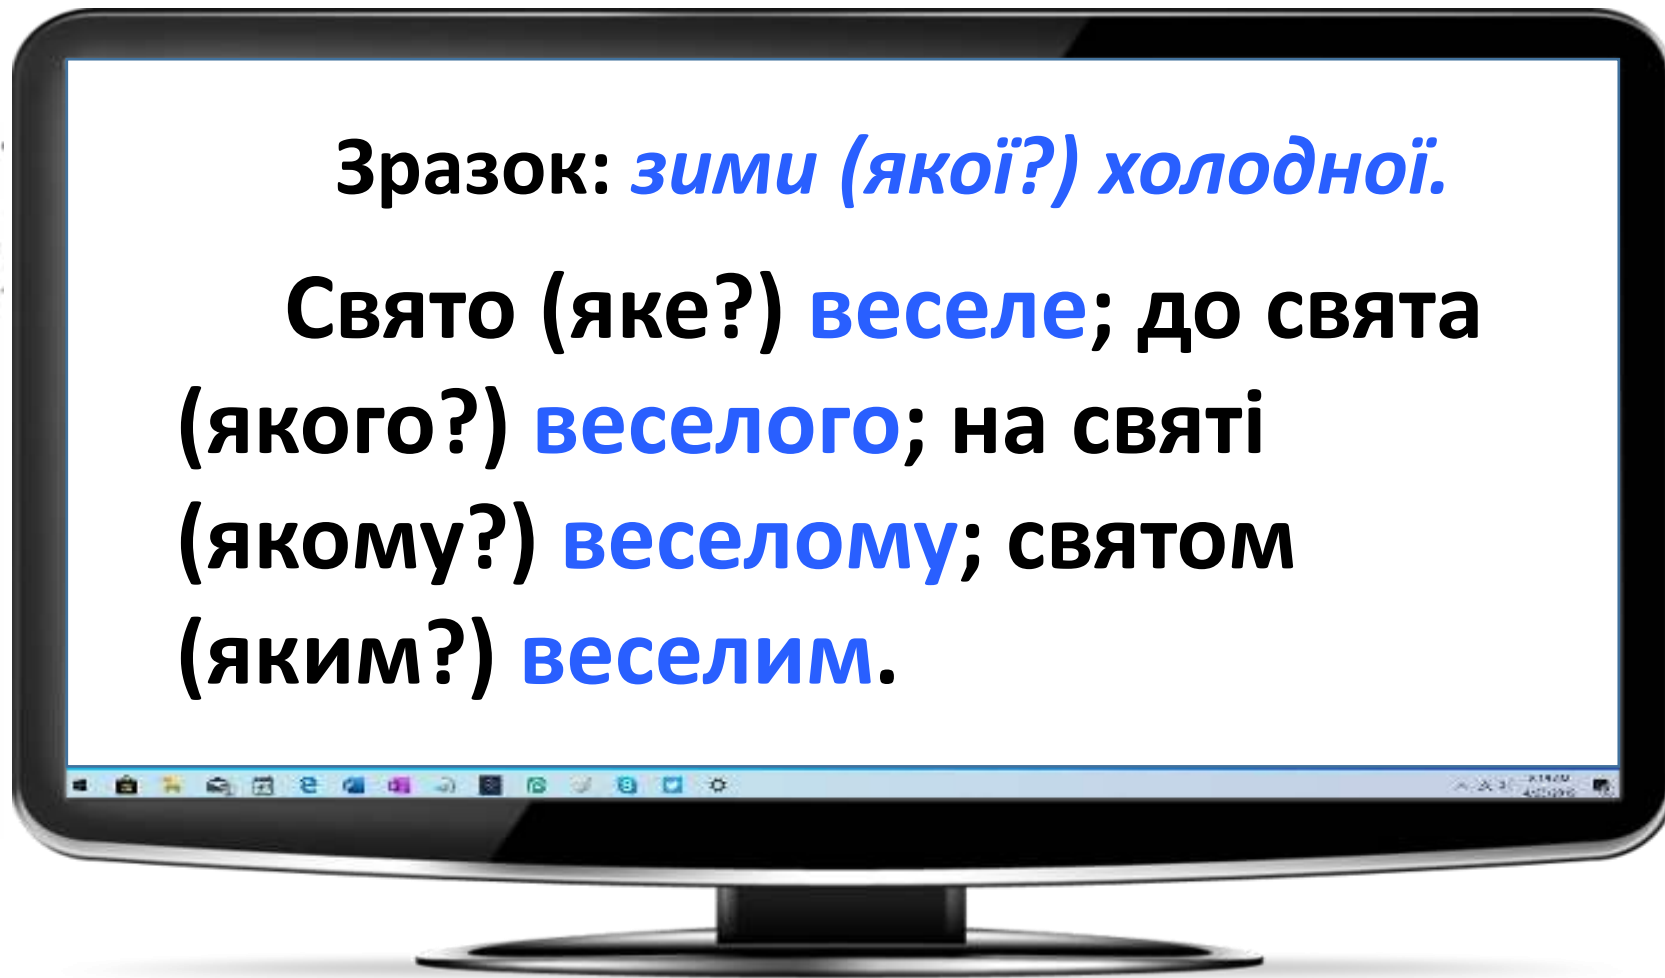 Зразок: зими (якої?) холодної.
Свято (яке?) веселе; до свята
(якого?) веселого; на святі
(якому?) веселому; святом
(яким?) веселим.